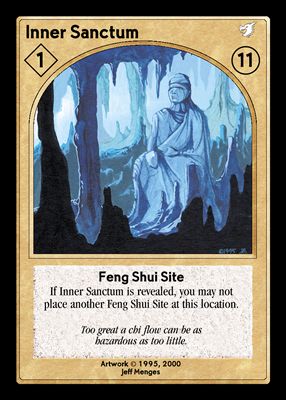 Inner Sanctum
1
11
©1995 JM
Feng Shui Site
If Inner Sanctum is revealed, you may not
place another Feng Shui Site at this location.
Too great a chi flow can be as
hazardous as too little.
Artwork © 1995, 2000
Jeff Menges